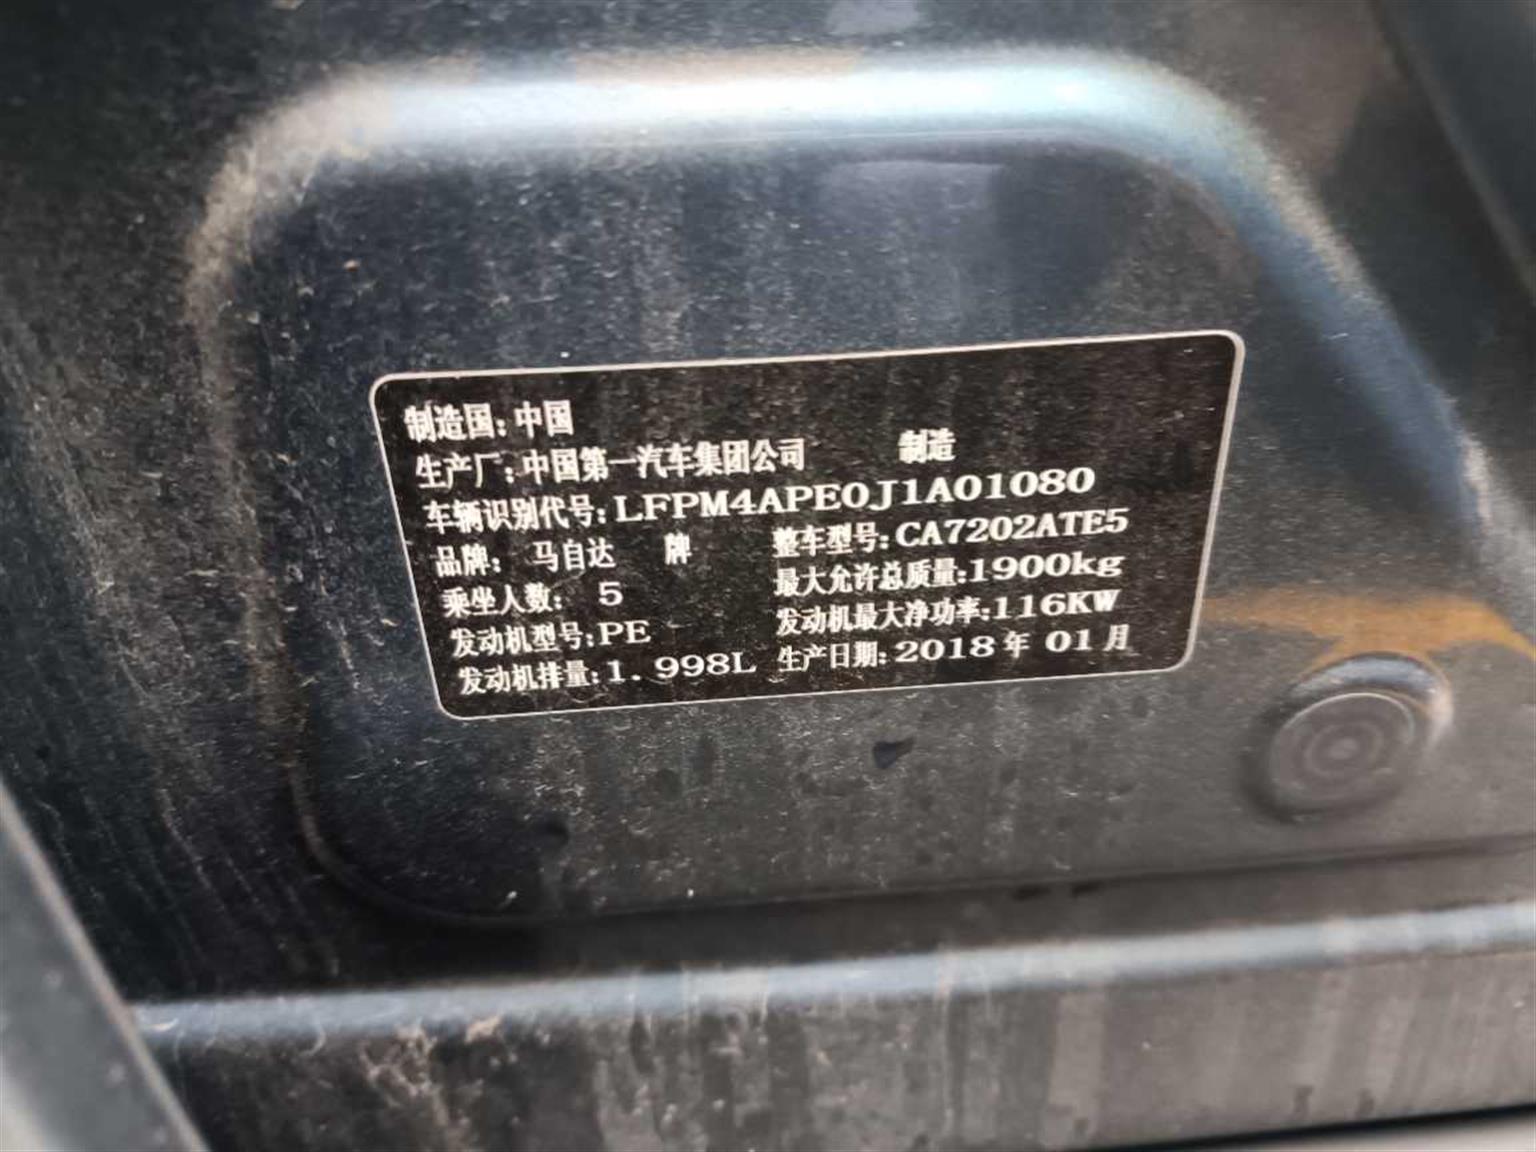 制造国:中国
生产厂:中国第一汽车集团公司 制造
车辆识别代号:LFPM4APE0J1A01080
品牌: 马自达 牌 整车型号:CA7202ATE5
乘坐人数: 5 最大允许总质量:1900kg
发动机型号:PE 发动机最大净功率:116KW
发动机排量:1.998L 生产日期:2018年 01月